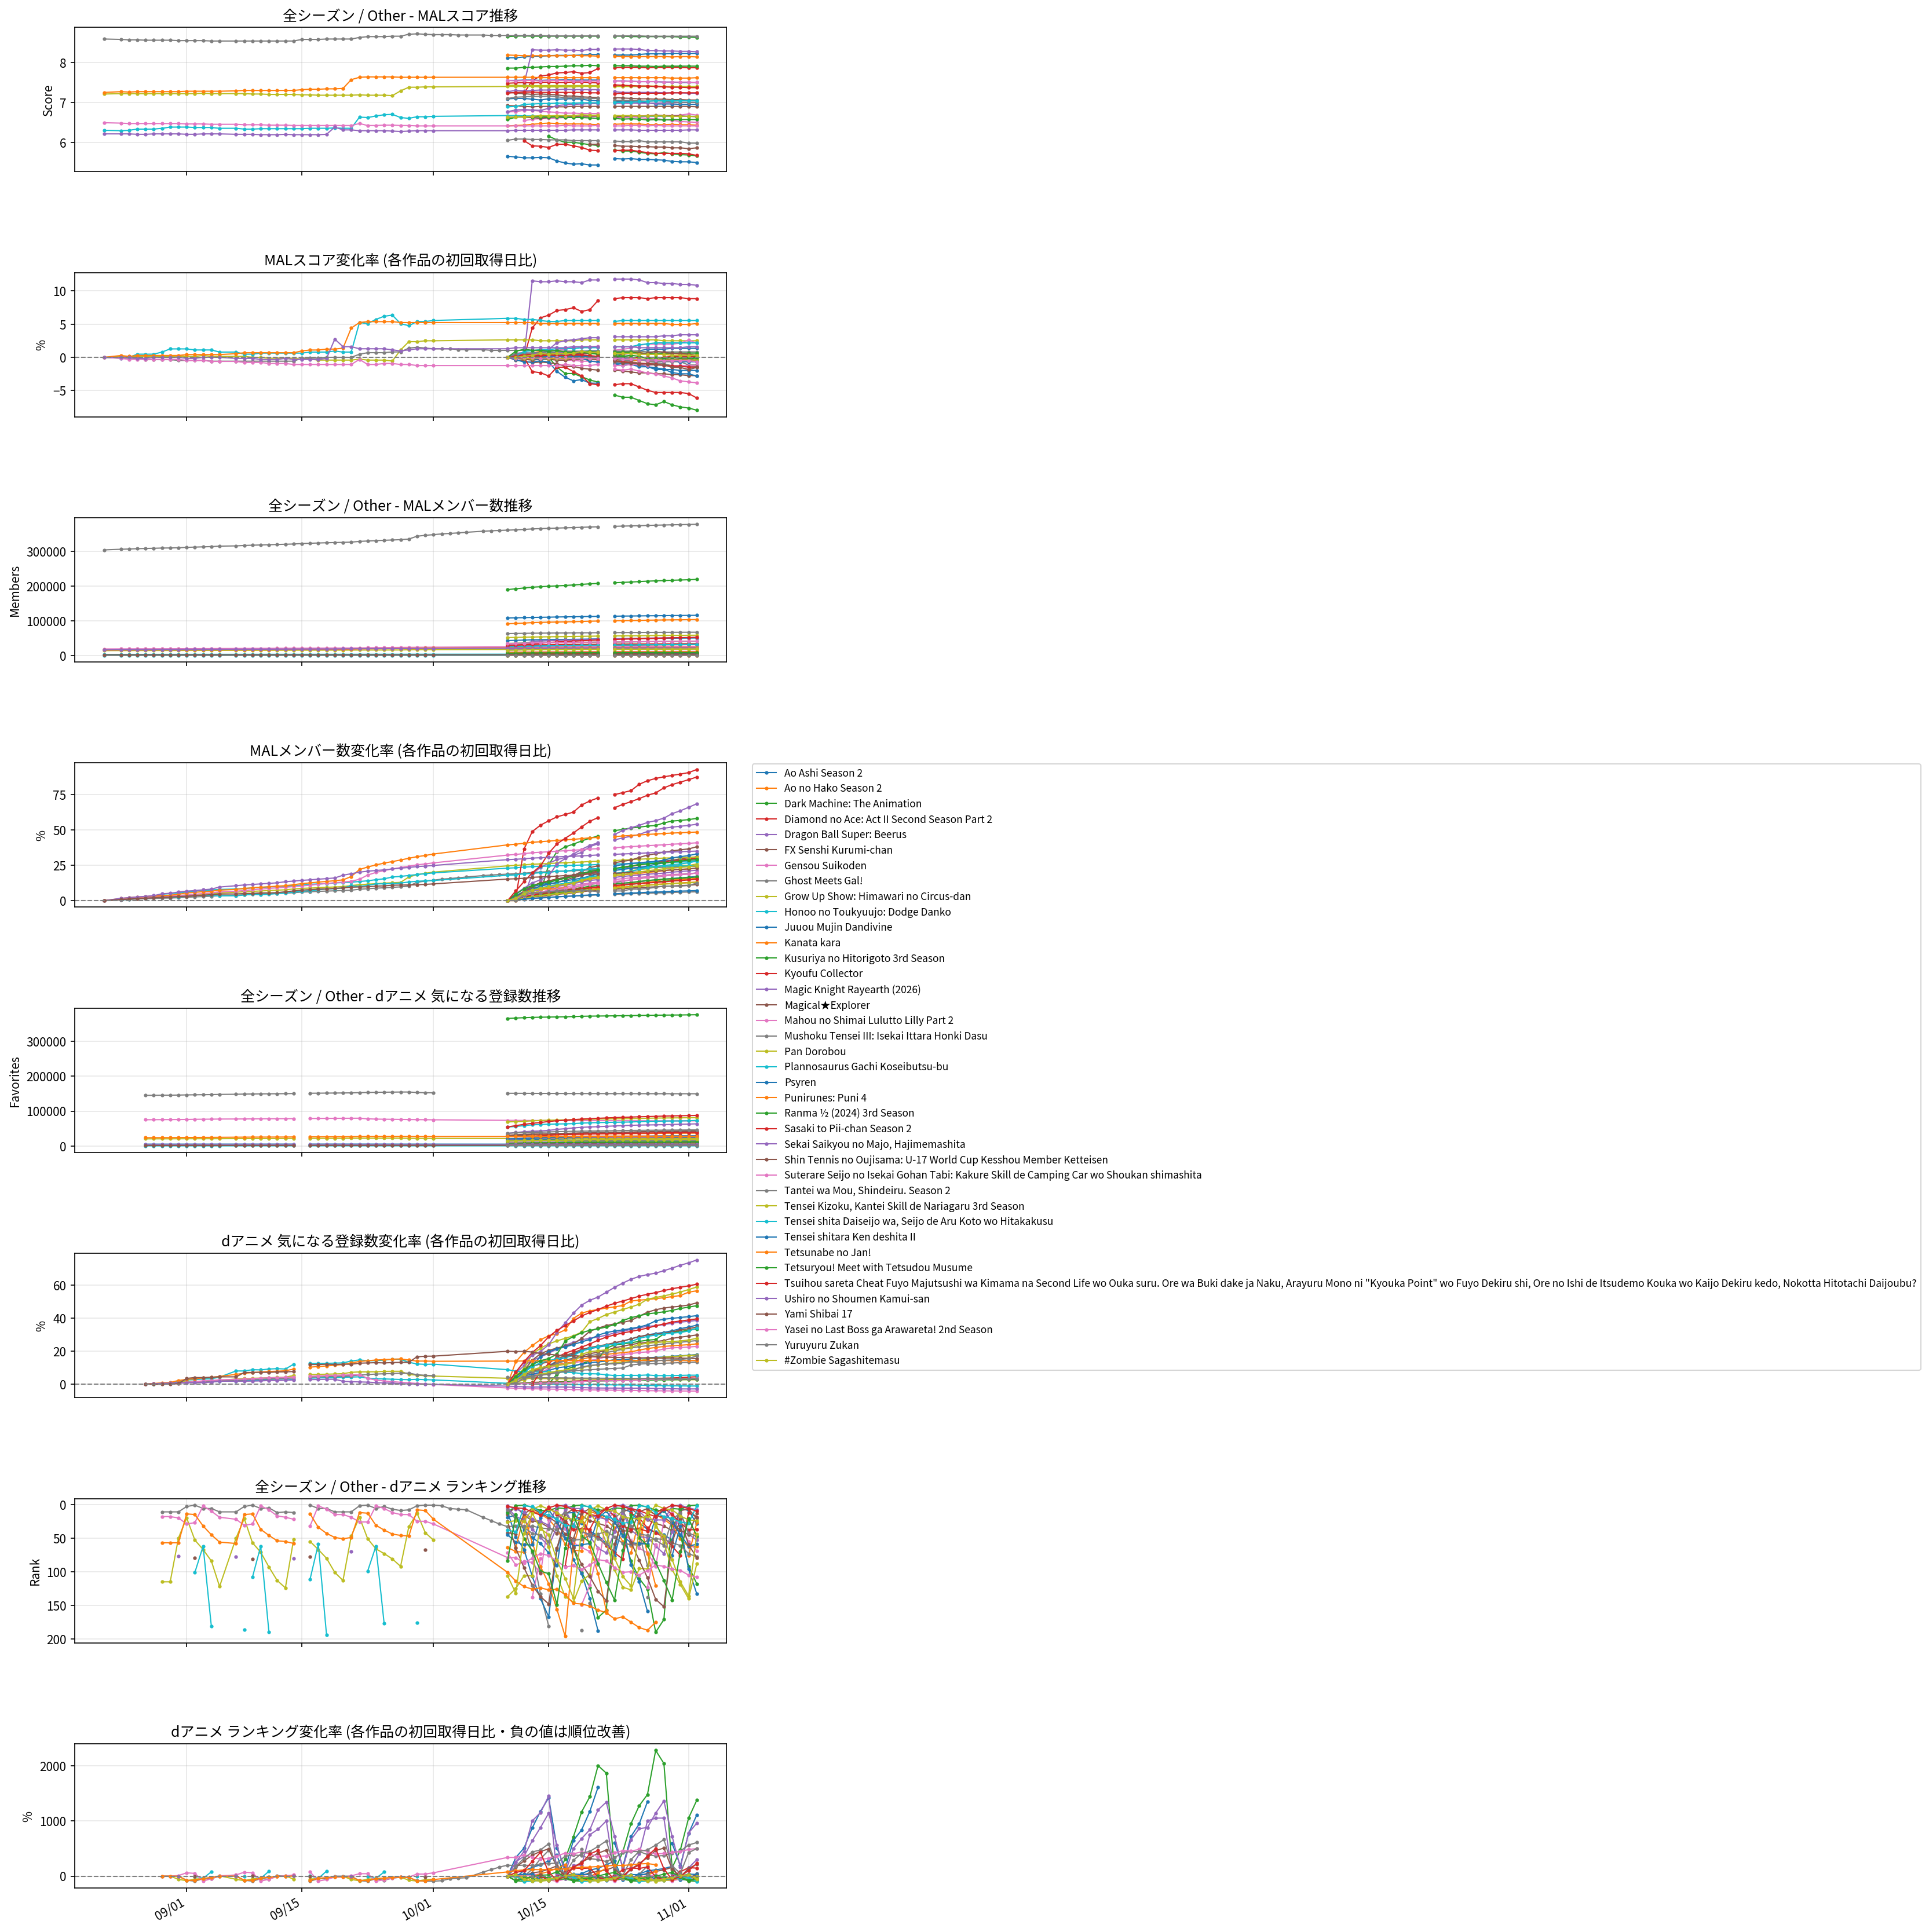 全シーズン / Other - MALスコア推移
Score
8
7
6
MALスコア変化率 (各作品の初回取得日比)
%
10
5
0
−5
全シーズン / Other - MALメンバー数推移
Members
300000
200000
100000
0
MALメンバー数変化率 (各作品の初回取得日比)
%
75
50
25
0
Ao Ashi Season 2
Ao no Hako Season 2
Dark Machine: The Animation
Diamond no Ace: Act II Second Season Part 2
Dragon Ball Super: Beerus
FX Senshi Kurumi-chan
Gensou Suikoden
Ghost Meets Gal!
Grow Up Show: Himawari no Circus-dan
Honoo no Toukyuujo: Dodge Danko
Juuou Mujin Dandivine
Kanata kara
Kusuriya no Hitorigoto 3rd Season
Kyoufu Collector
Magic Knight Rayearth (2026)
Magical★Explorer
Mahou no Shimai Lulutto Lilly Part 2
Mushoku Tensei III: Isekai Ittara Honki Dasu
Pan Dorobou
Plannosaurus Gachi Koseibutsu-bu
Psyren
Punirunes: Puni 4
Ranma ½ (2024) 3rd Season
Sasaki to Pii-chan Season 2
Sekai Saikyou no Majo, Hajimemashita
Shin Tennis no Oujisama: U-17 World Cup Kesshou Member Ketteisen
Suterare Seijo no Isekai Gohan Tabi: Kakure Skill de Camping Car wo Shoukan shimashita
Tantei wa Mou, Shindeiru. Season 2
Tensei Kizoku, Kantei Skill de Nariagaru 3rd Season
Tensei shita Daiseijo wa, Seijo de Aru Koto wo Hitakakusu
Tensei shitara Ken deshita II
Tetsunabe no Jan!
Tetsuryou! Meet with Tetsudou Musume
Tsuihou sareta Cheat Fuyo Majutsushi wa Kimama na Second Life wo Ouka suru. Ore wa Buki dake ja Naku, Arayuru Mono ni "Kyouka Point" wo Fuyo Dekiru shi, Ore no Ishi de Itsudemo Kouka wo Kaijo Dekiru kedo, Nokotta Hitotachi Daijoubu?
Ushiro no Shoumen Kamui-san
Yami Shibai 17
Yasei no Last Boss ga Arawareta! 2nd Season
Yuruyuru Zukan
#Zombie Sagashitemasu
全シーズン / Other - dアニメ 気になる登録数推移
Favorites
300000
200000
100000
0
dアニメ 気になる登録数変化率 (各作品の初回取得日比)
%
60
40
20
0
全シーズン / Other - dアニメ ランキング推移
Rank
0
50
100
150
200
dアニメ ランキング変化率 (各作品の初回取得日比・負の値は順位改善)
%
2000
1000
0
09/01
09/15
10/01
10/15
11/01